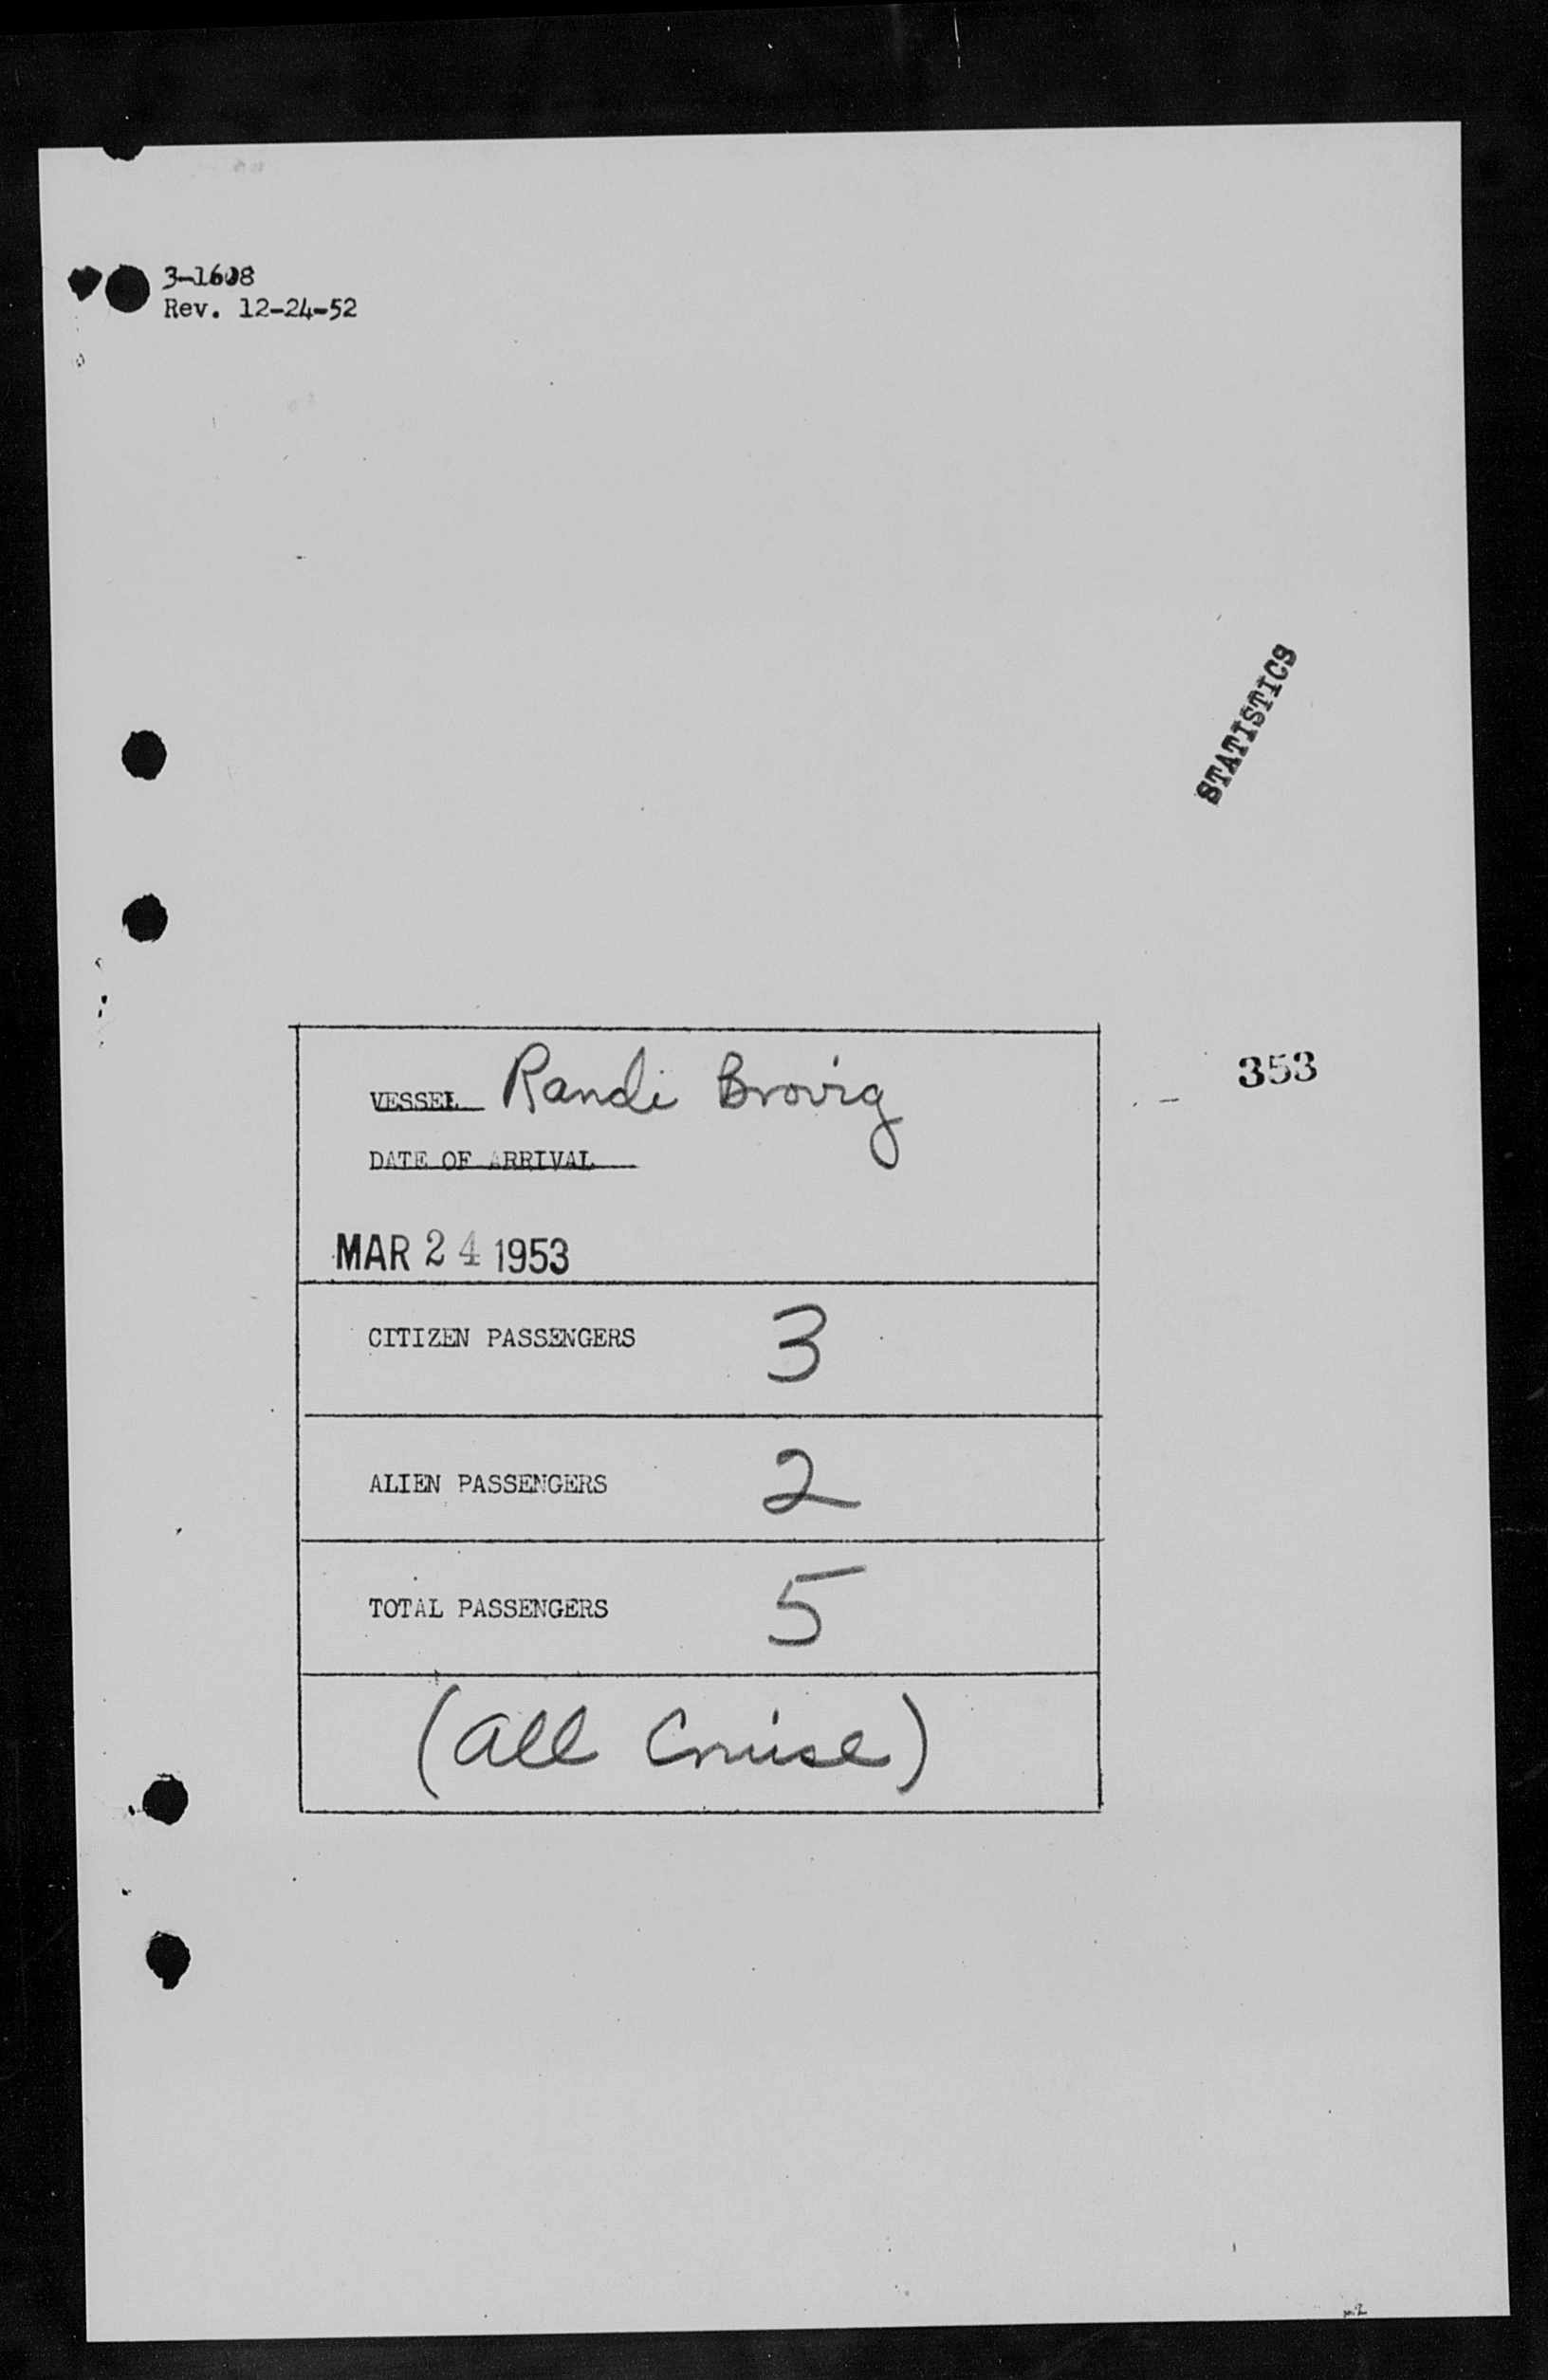 3-1608
Rev. 12-24-52
STATISTICS
353
VESSEL Randi Brovig
DATE OF ARRIVAL
MAR 24 1953
CITIZEN PASSENGERS 3
ALIEN PASSENGERS 2
TOTAL PASSENGERS 5
(all Cruise)